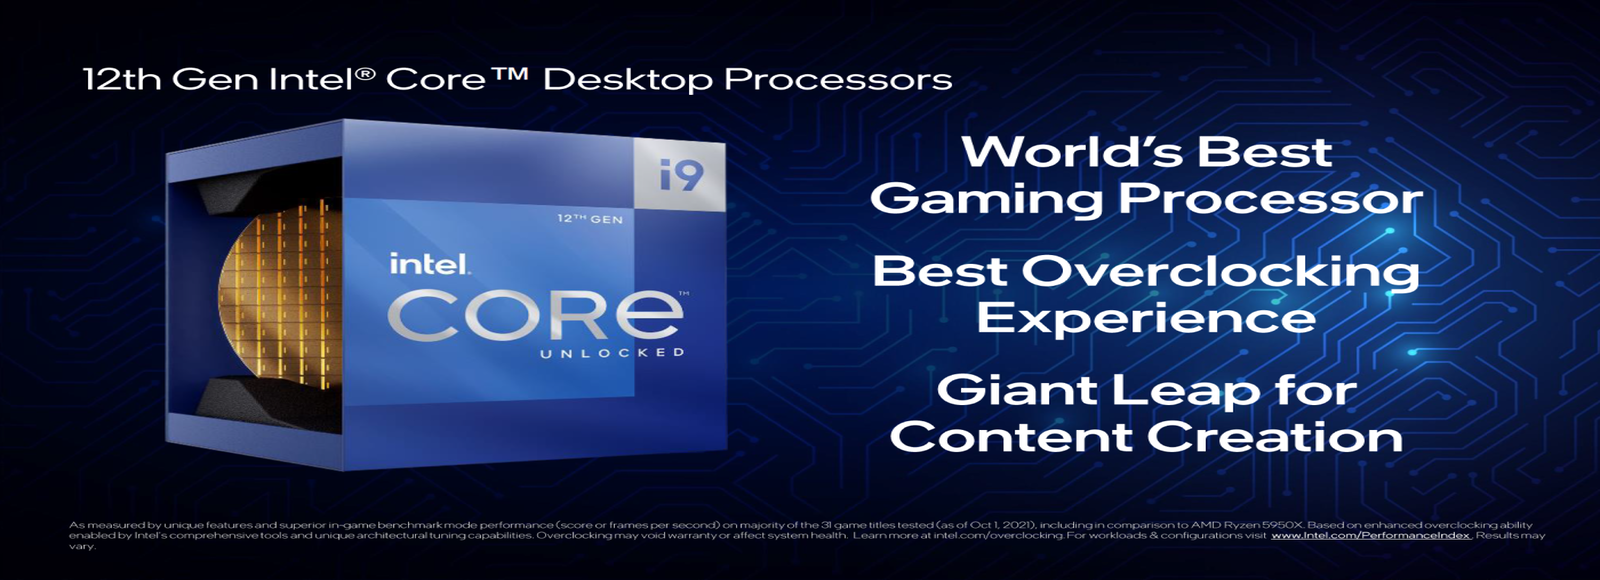 12th Gen Intel® Core™ Desktop Processors
i9
12TH GEN
intel.
CORE™
UNLOCKED
World's Best
Gaming Processor
Best Overclocking
Experience
Giant Leap for
Content Creation
As measured by unique features and superior in-game benchmark mode performance (score or frames per second) on majority of the 31 game titles tested (as of Oct 1, 2021), including in comparison to AMD Ryzen 5950X. Based on enhanced overclocking ability
enabled by Intel's comprehensive tools and unique architectural tuning capabilities. Overclocking may void warranty or affect system health. Learn more at intel.com/overclocking. For workloads & configurations visit www.Intel.com/PerformanceIndex. Results may
vary.